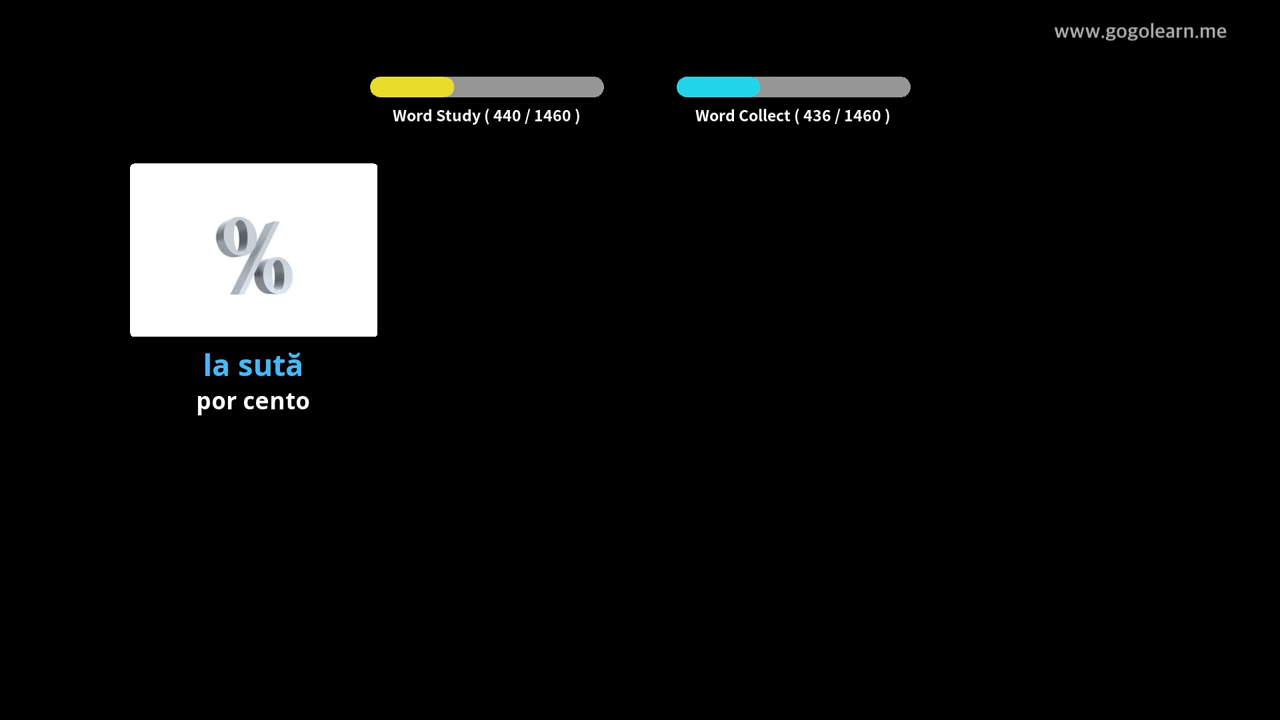 www.gogolearn.me
Word Study ( 440 / 1460 )
Word Collect ( 436 / 1460 )
%
la sută
por cento